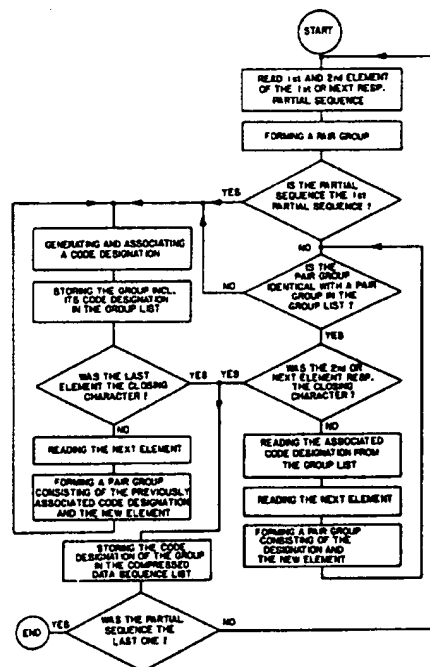 START
READ 1st AND 2nd ELEMENT
OF THE 1st OR NEXT RESP.
PARTIAL SEQUENCE
FORMING A PAIR GROUP
IS THE PARTIAL
SEQUENCE THE 1st
PARTIAL SEQUENCE ?
YES
NO
GENERATING AND ASSOCIATING
A CODE DESIGNATION
IS THE
PAIR GROUP
IDENTICAL WITH A PAIR
GROUP IN THE
GROUP LIST ?
NO
YES
STORING THE GROUP INCL.
ITS CODE DESIGNATION
IN THE GROUP LIST
WAS THE LAST
ELEMENT THE CLOSING
CHARACTER ?
YES
NO
WAS THE 2nd OR
NEXT ELEMENT RESP.
THE CLOSING
CHARACTER ?
YES
NO
READING THE NEXT ELEMENT
READING THE ASSOCIATED
CODE DESIGNATION FROM
THE GROUP LIST
FORMING A PAIR GROUP
CONSISTING OF THE PREVIOUSLY
ASSOCIATED CODE DESIGNATION
AND THE NEW ELEMENT
READING THE NEXT ELEMENT
FORMING A PAIR GROUP
CONSISTING OF THE
DESIGNATION AND
THE NEW ELEMENT
STORING THE CODE
DESIGNATION OF THE GROUP
IN THE COMPRESSED
DATA SEQUENCE LIST
WAS THE PARTIAL
SEQUENCE THE
LAST ONE ?
YES
NO
END